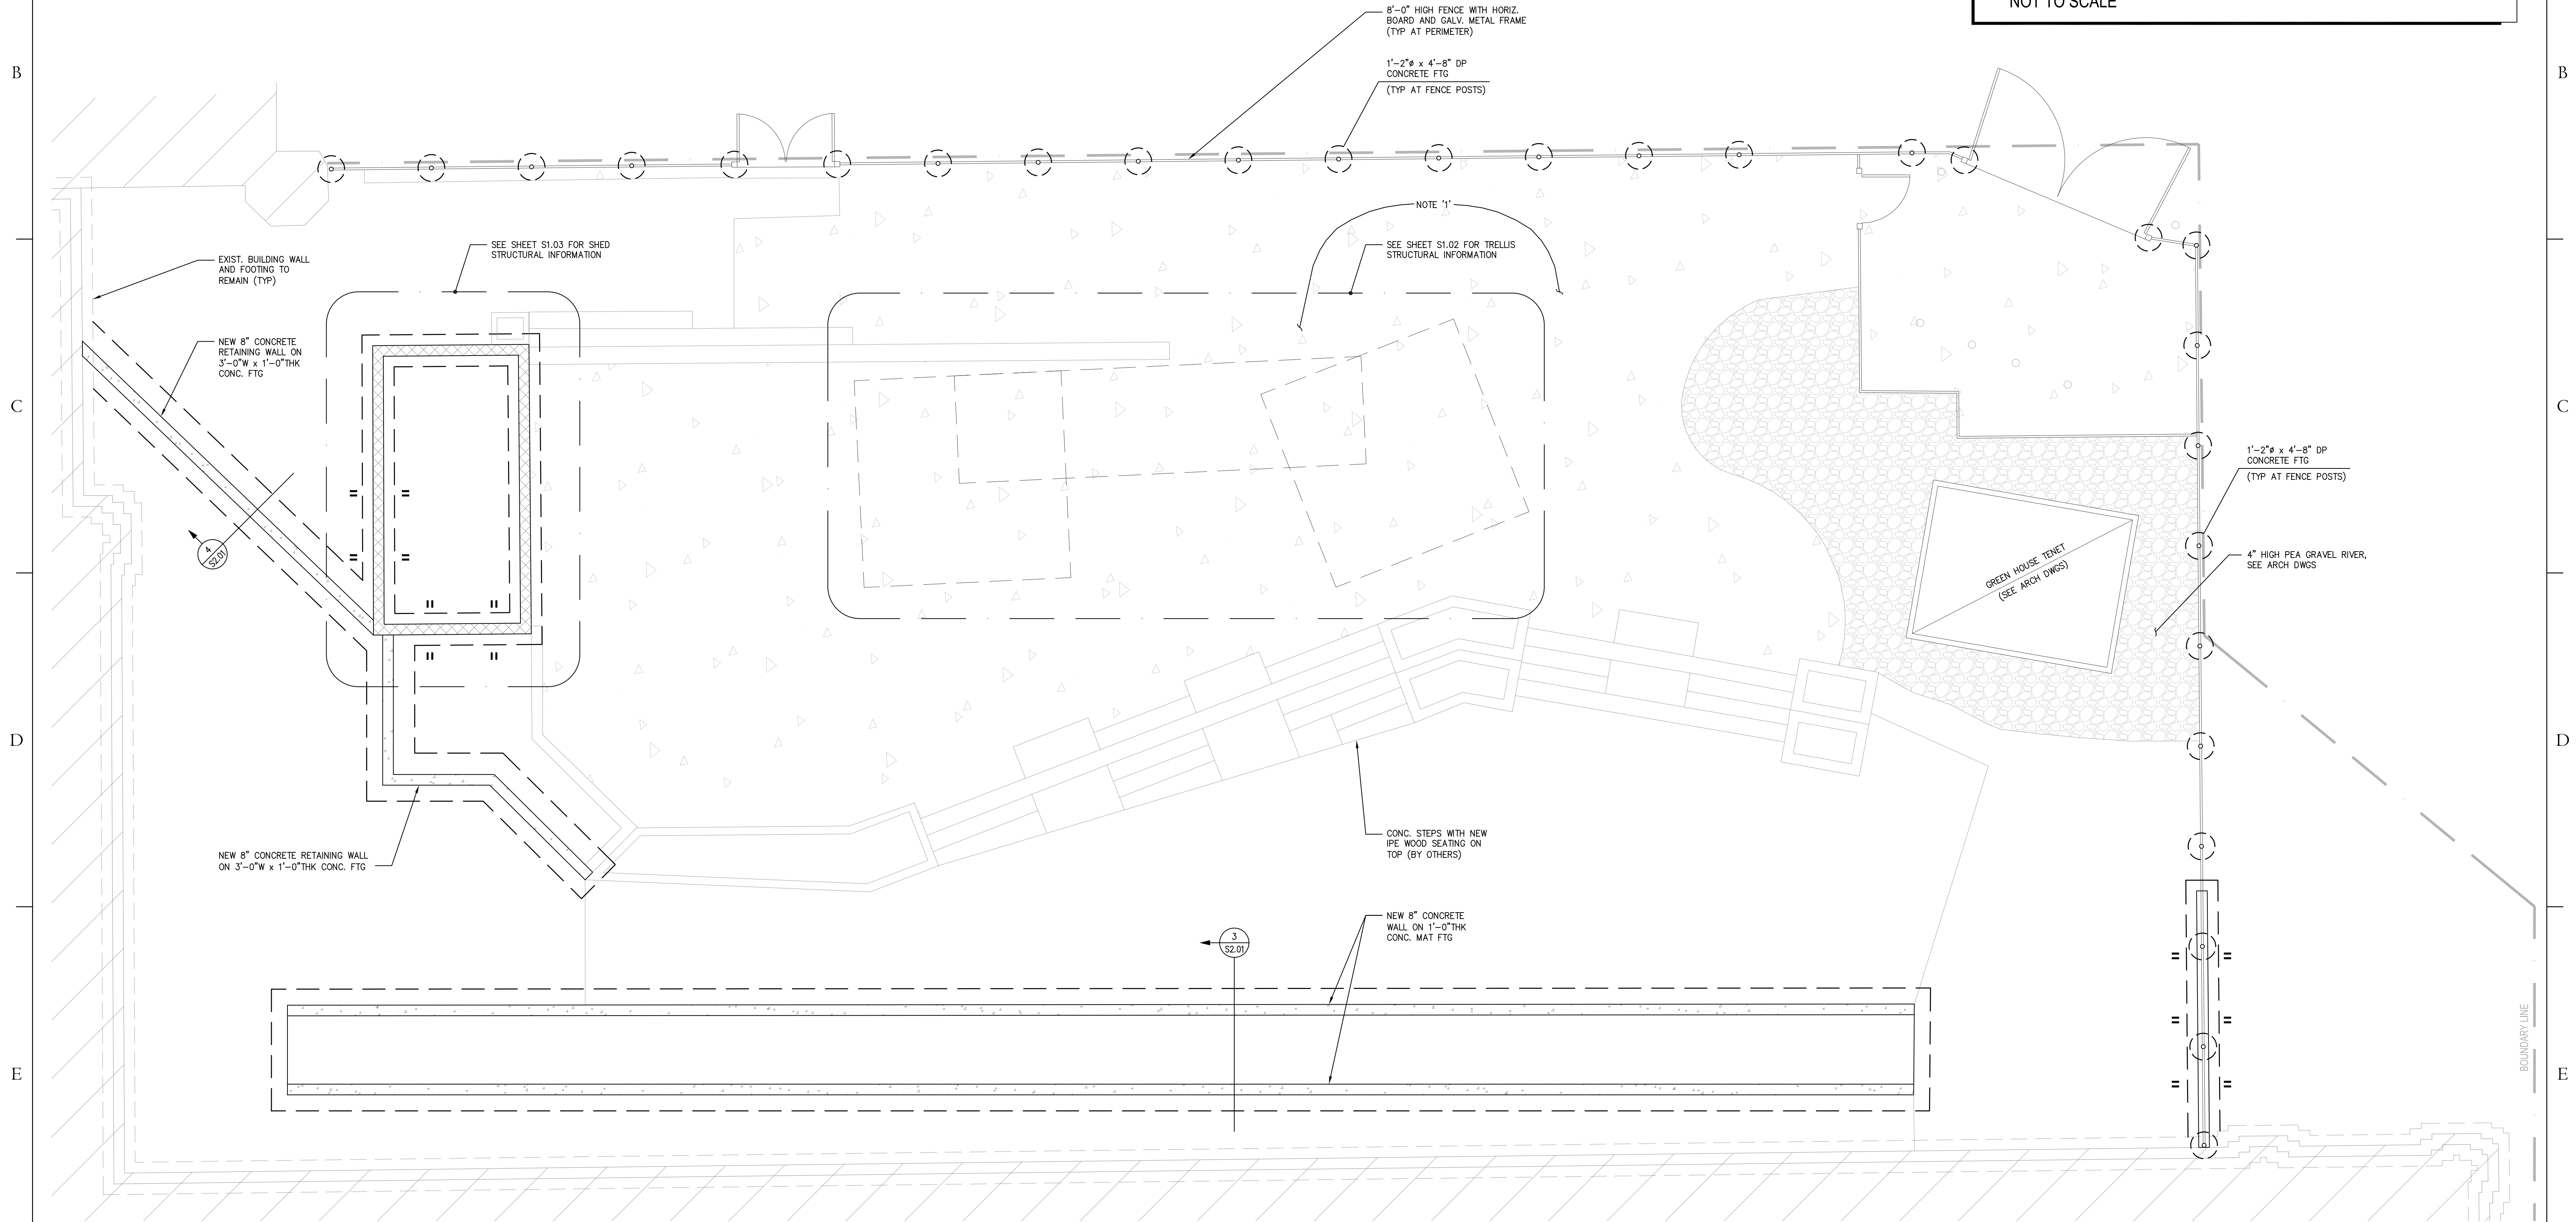 NOT TO SCALE
8'-0" HIGH FENCE WITH HORIZ.
BOARD AND GALV. METAL FRAME
(TYP AT PERIMETER)
B
B
1'-2"ø x 4'-8" DP
CONCRETE FTG
(TYP AT FENCE POSTS)
NOTE '1'
SEE SHEET S1.03 FOR SHED
STRUCTURAL INFORMATION
SEE SHEET S1.02 FOR TRELLIS
STRUCTURAL INFORMATION
EXIST. BUILDING WALL
AND FOOTING TO
REMAIN (TYP)
NEW 8" CONCRETE
RETAINING WALL ON
3'-0"W x 1'-0"THK
CONC. FTG
C
C
1'-2"ø x 4'-8" DP
CONCRETE FTG
(TYP AT FENCE POSTS)
4
S2.01
GREEN HOUSE TENET
(SEE ARCH DWGS)
4" HIGH PEA GRAVEL RIVER,
SEE ARCH DWGS
D
D
CONC. STEPS WITH NEW
IPE WOOD SEATING ON
TOP (BY OTHERS)
NEW 8" CONCRETE RETAINING WALL
ON 3'-0"W x 1'-0"THK CONC. FTG
NEW 8" CONCRETE
WALL ON 1'-0"THK
CONC. MAT FTG
3
S2.01
BOUNDARY LINE
E
E